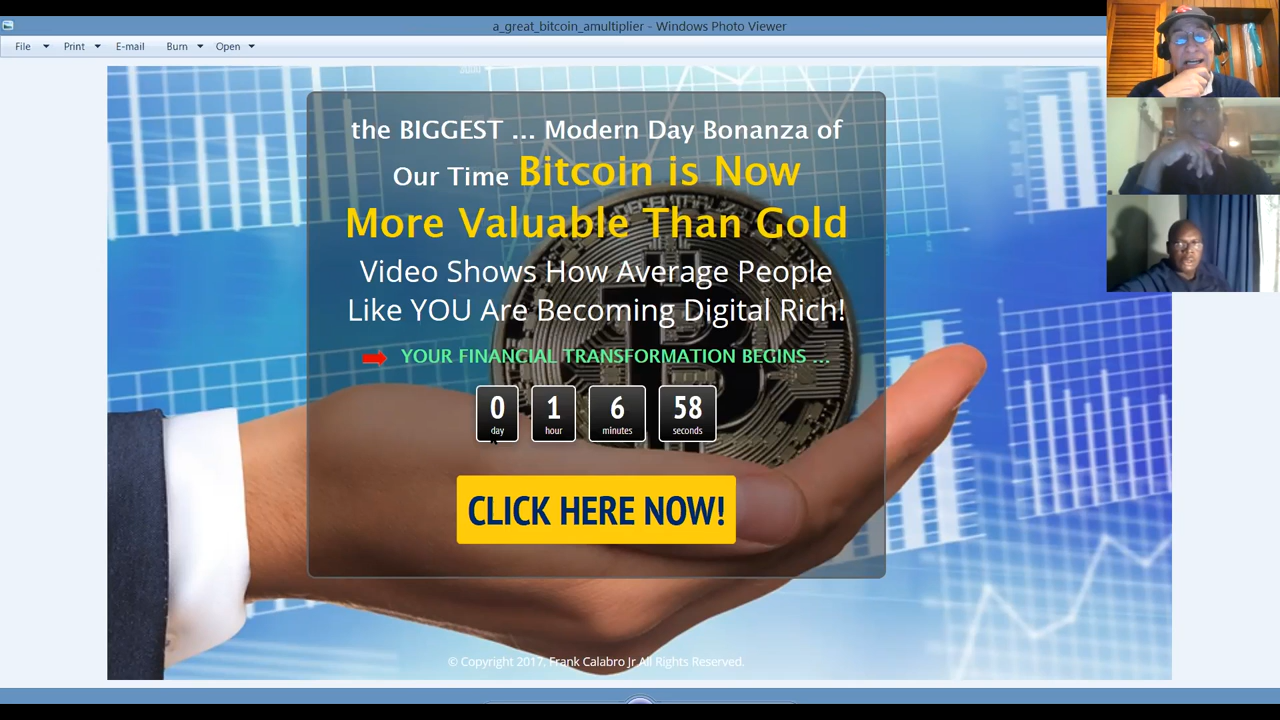 a_great_bitcoin_amultiplier - Windows Photo Viewer
File Print E-mail Burn Open
the BIGGEST ... Modern Day Bonanza of
Our Time Bitcoin is Now
More Valuable Than Gold
Video Shows How Average People
Like YOU Are Becoming Digital Rich!
YOUR FINANCIAL TRANSFORMATION BEGINS ...
0 1 6 58
day hour minutes seconds
CLICK HERE NOW!
© Copyright 2017, Frank Calabro Jr All Rights Reserved.